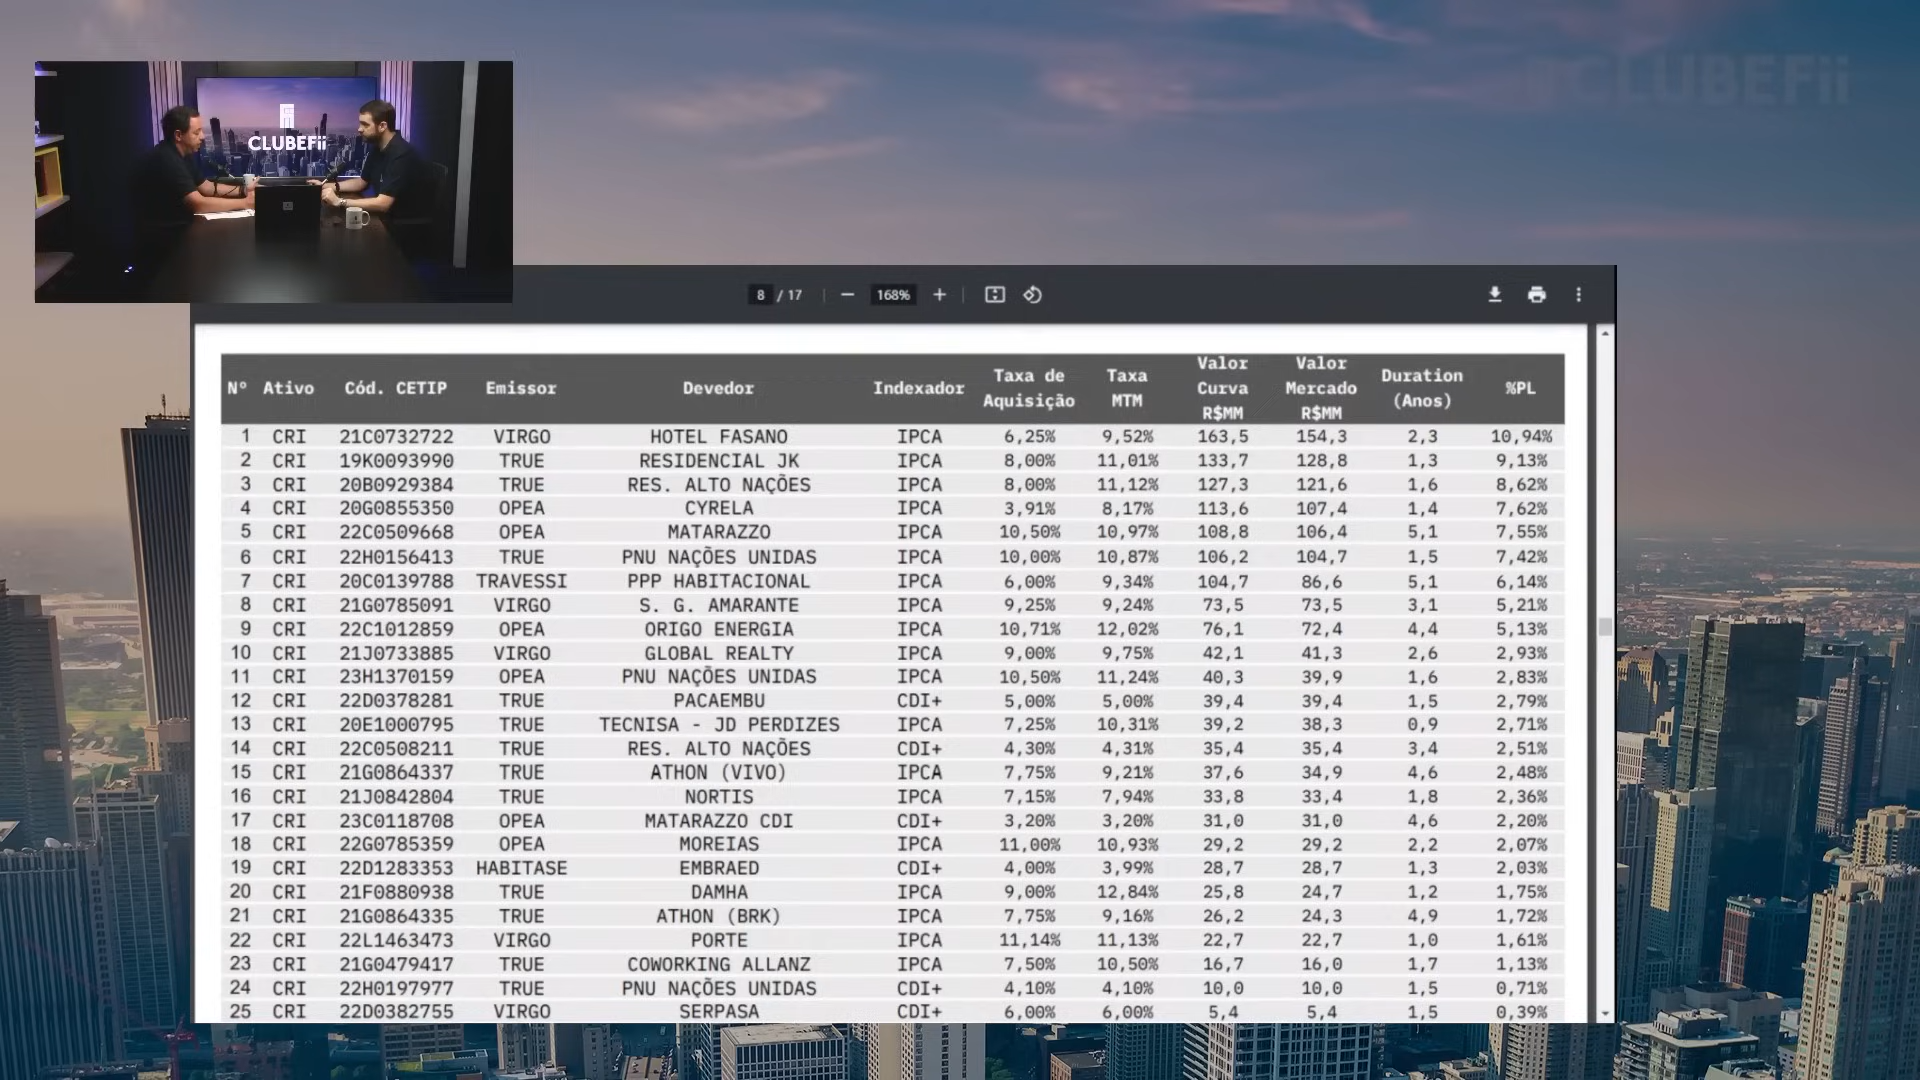 CLUBEFii
CLUBEFii
8 / 17 168%
Nº Ativo Cód. CETIP Emissor Devedor Indexador Taxa de Aquisição Taxa MTM Valor Curva R$MM Valor Mercado R$MM Duration (Anos) %PL
1 CRI 21C0732722 VIRGO HOTEL FASANO IPCA 6,25% 9,52% 163,5 154,3 2,3 10,94%
2 CRI 19K0093990 TRUE RESIDENCIAL JK IPCA 8,00% 11,01% 133,7 128,8 1,3 9,13%
3 CRI 20B0929384 TRUE RES. ALTO NAÇÕES IPCA 8,00% 11,12% 127,3 121,6 1,6 8,62%
4 CRI 20G0855350 OPEA CYRELA IPCA 3,91% 8,17% 113,6 107,4 1,4 7,62%
5 CRI 22C0509668 OPEA MATARAZZO IPCA 10,50% 10,97% 108,8 106,4 5,1 7,55%
6 CRI 22H0156413 TRUE PNU NAÇÕES UNIDAS IPCA 10,00% 10,87% 106,2 104,7 1,5 7,42%
7 CRI 20C0139788 TRAVESSI PPP HABITACIONAL IPCA 6,00% 9,34% 104,7 86,6 5,1 6,14%
8 CRI 21G0785091 VIRGO S. G. AMARANTE IPCA 9,25% 9,24% 73,5 73,5 3,1 5,21%
9 CRI 22C1012859 OPEA ORIGO ENERGIA IPCA 10,71% 12,02% 76,1 72,4 4,4 5,13%
10 CRI 21J0733885 VIRGO GLOBAL REALTY IPCA 9,00% 9,75% 42,1 41,3 2,6 2,93%
11 CRI 23H1370159 OPEA PNU NAÇÕES UNIDAS IPCA 10,50% 11,24% 40,3 39,9 1,6 2,83%
12 CRI 22D0378281 TRUE PACAEMBU CDI+ 5,00% 5,00% 39,4 39,4 1,5 2,79%
13 CRI 20E1000795 TRUE TECNISA - JD PERDIZES IPCA 7,25% 10,31% 39,2 38,3 0,9 2,71%
14 CRI 22C0508211 TRUE RES. ALTO NAÇÕES CDI+ 4,30% 4,31% 35,4 35,4 3,4 2,51%
15 CRI 21G0864337 TRUE ATHON (VIVO) IPCA 7,75% 9,21% 37,6 34,9 4,6 2,48%
16 CRI 21J0842804 TRUE NORTIS IPCA 7,15% 7,94% 33,8 33,4 1,8 2,36%
17 CRI 23C0118708 OPEA MATARAZZO CDI CDI+ 3,20% 3,20% 31,0 31,0 4,6 2,20%
18 CRI 22G0785359 OPEA MOREIAS IPCA 11,00% 10,93% 29,2 29,2 2,2 2,07%
19 CRI 22D1283353 HABITASE EMBRAED CDI+ 4,00% 3,99% 28,7 28,7 1,3 2,03%
20 CRI 21F0880938 TRUE DAMHA IPCA 9,00% 12,84% 25,8 24,7 1,2 1,75%
21 CRI 21G0864335 TRUE ATHON (BRK) IPCA 7,75% 9,16% 26,2 24,3 4,9 1,72%
22 CRI 22L1463473 VIRGO PORTE IPCA 11,14% 11,13% 22,7 22,7 1,0 1,61%
23 CRI 21G0479417 TRUE COWORKING ALLANZ IPCA 7,50% 10,50% 16,7 16,0 1,7 1,13%
24 CRI 22H0197977 TRUE PNU NAÇÕES UNIDAS CDI+ 4,10% 4,10% 10,0 10,0 1,5 0,71%
25 CRI 22D0382755 VIRGO SERPASA CDI+ 6,00% 6,00% 5,4 5,4 1,5 0,39%